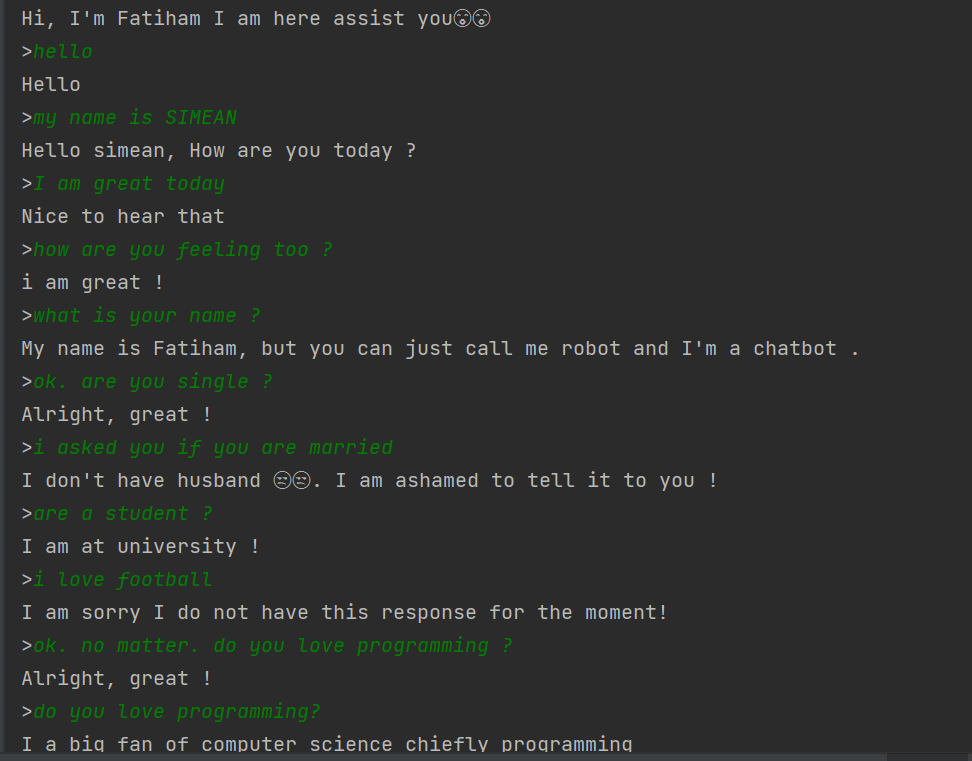 Hi, I'm Fatiham I am here assist you😨😨
>hello
Hello
>my name is SIMEAN
Hello simean, How are you today ?
>I am great today
Nice to hear that
>how are you feeling too ?
i am great !
>what is your name ?
My name is Fatiham, but you can just call me robot and I'm a chatbot .
>ok. are you single ?
Alright, great !
>i asked you if you are married
I don't have husband 😒😒. I am ashamed to tell it to you !
>are a student ?
I am at university !
>i love football
I am sorry I do not have this response for the moment!
>ok. no matter. do you love programming ?
Alright, great !
>do you love programming?
I a big fan of computer science chiefly programming